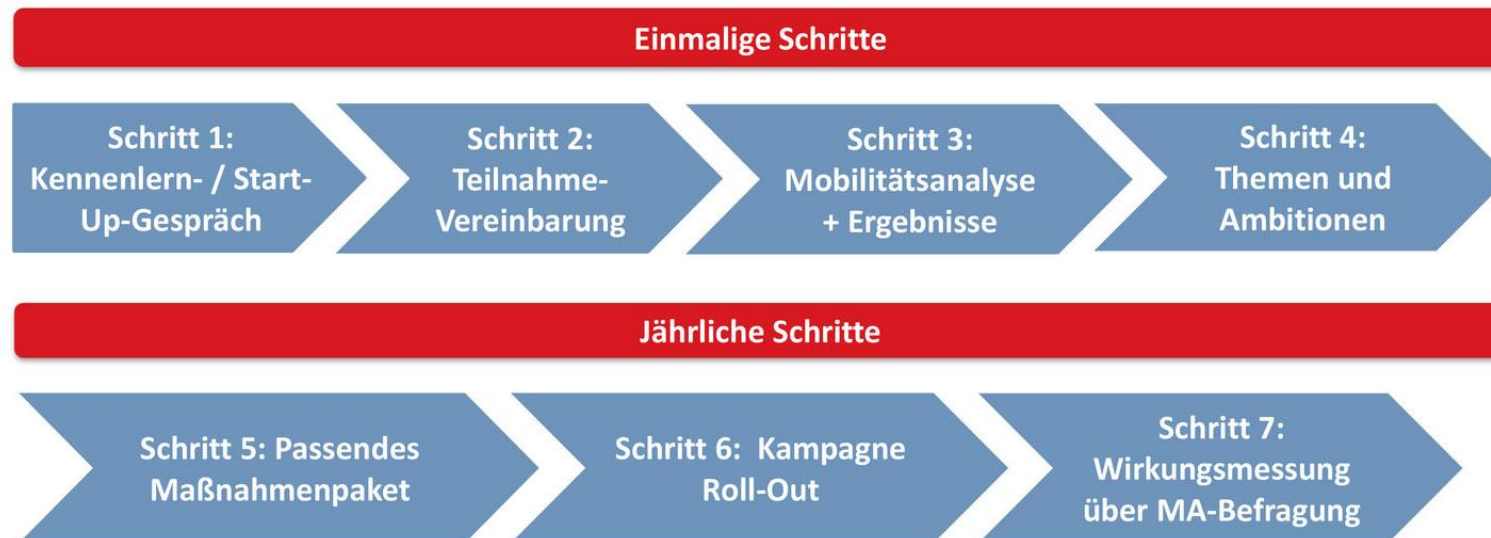 Einmalige Schritte
Schritt 1:
Kennenlern- / Start-
Up-Gespräch
Schritt 2:
Teilnahme-
Vereinbarung
Schritt 3:
Mobilitätsanalyse
+ Ergebnisse
Schritt 4:
Themen und
Ambitionen
Jährliche Schritte
Schritt 5: Passendes
Maßnahmenpaket
Schritt 6:  Kampagne
Roll-Out
Schritt 7:
Wirkungsmessung
über MA-Befragung